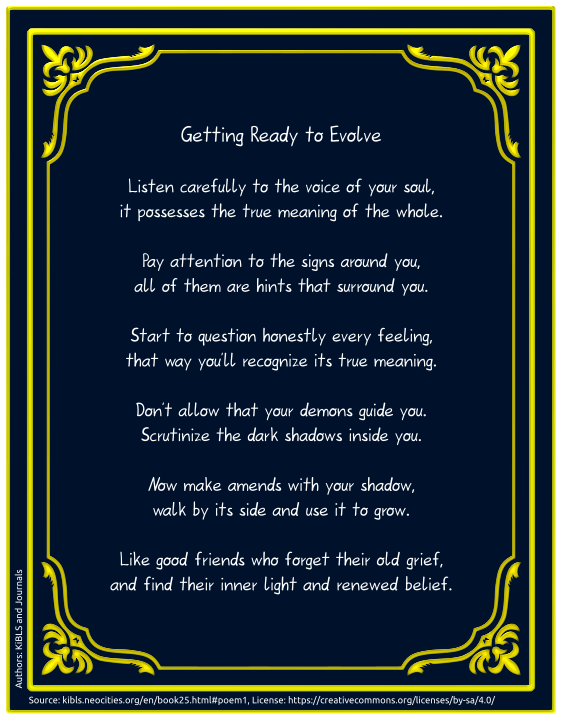 Getting Ready to Evolve
Listen carefully to the voice of your soul,
it possesses the true meaning of the whole.
Pay attention to the signs around you,
all of them are hints that surround you.
Start to question honestly every feeling,
that way you'll recognize its true meaning.
Don't allow that your demons guide you.
Scrutinize the dark shadows inside you.
Now make amends with your shadow,
walk by its side and use it to grow.
Like good friends who forget their old grief,
and find their inner light and renewed belief.
Authors: KiBLS and Journals
Source: kibls.neocities.org/en/book25.html#poem1, License: https://creativecommons.org/licenses/by-sa/4.0/